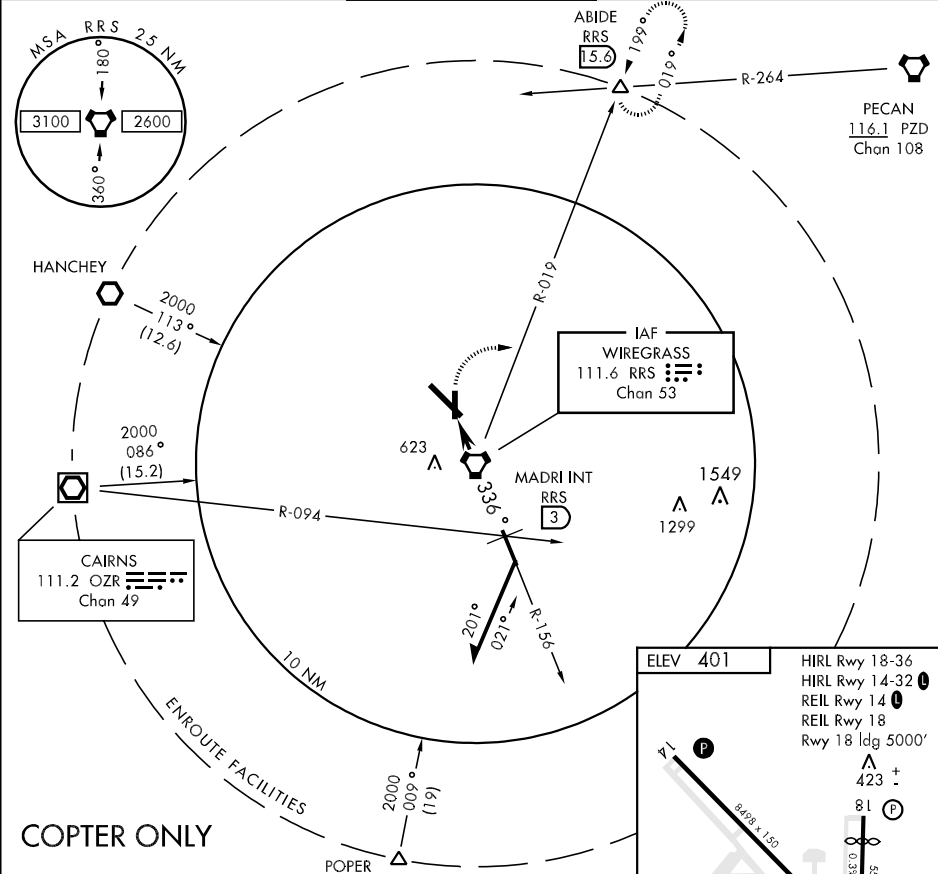 MSA RRS 25 NM
180°
3100
2600
360°
ABIDE
RRS
15.6
199°
019°
R-264
PECAN
116.1 PZD
Chan 108
HANCHEY
2000
113°
(12.6)
R-019
IAF
WIREGRASS
111.6 RRS
Chan 53
623
2000
086°
(15.2)
336°
MADRI INT
RRS
3
1549
1299
R-094
CAIRNS
111.2 OZR
Chan 49
201°
021°
R-156
10 NM
ENROUTE FACILITIES
2000
009°
(19)
COPTER ONLY
POPER
ELEV 401
HIRL Rwy 18-36
HIRL Rwy 14-32 L
REIL Rwy 14 L
REIL Rwy 18
Rwy 18 ldg 5000'
423 ±
14
P
18
P
8498 x 150